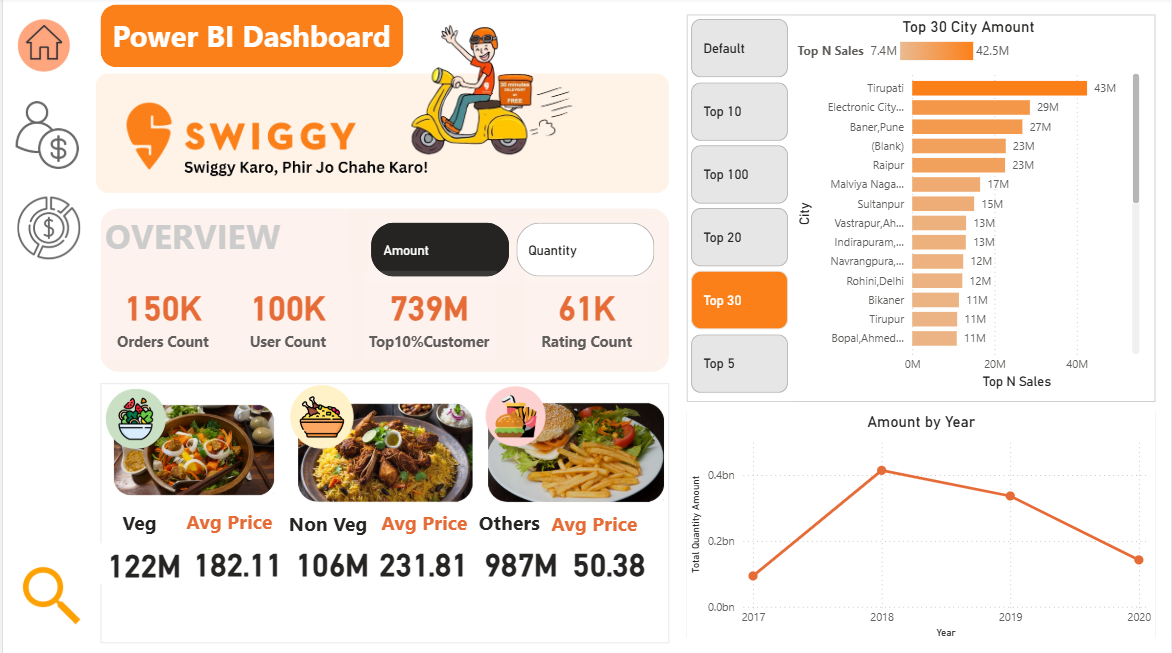 Power BI Dashboard
30 minutes
DELIVERY
FREE
SWIGGY
Swiggy Karo, Phir Jo Chahe Karo!
OVERVIEW
Amount
Quantity
150K
100K
739M
61K
Orders Count
User Count
Top10%Customer
Rating Count
Veg
Avg Price
Non Veg
Avg Price
Others
Avg Price
122M
182.11
106M
231.81
987M
50.38
Default
Top 10
Top 100
Top 20
Top 30
Top 5
Top 30 City Amount
Top N Sales 7.4M 42.5M
City
Tirupati 43M
Electronic City... 29M
Baner,Pune 27M
(Blank) 23M
Raipur 23M
Malviya Naga... 17M
Sultanpur 15M
Vastrapur,Ah... 13M
Indirapuram,... 13M
Navrangpura,... 12M
Rohini,Delhi 12M
Bikaner 11M
Tirupur 11M
Bopal,Ahmed... 11M
0M 20M 40M
Top N Sales
Amount by Year
Total Quantity Amount
0.4bn
0.2bn
0.0bn
2017 2018 2019 2020
Year